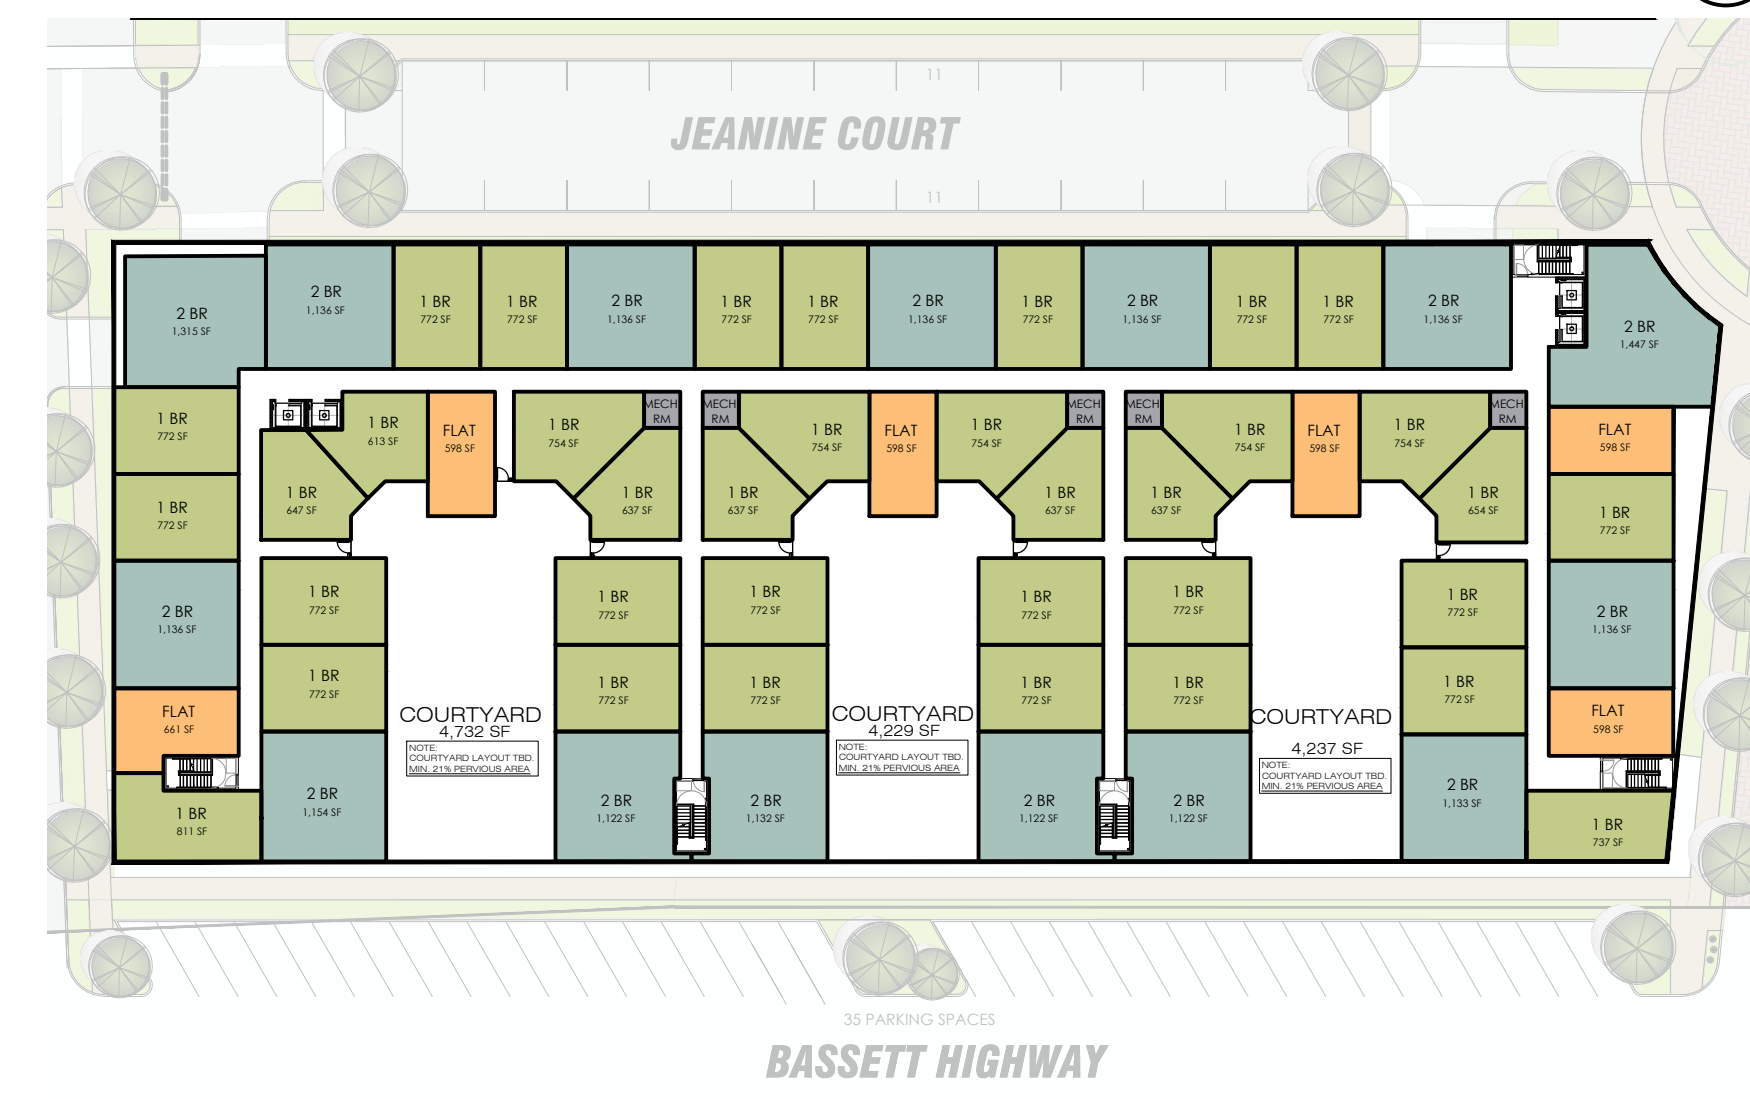 11
JEANINE COURT
11
2 BR
1,315 SF
2 BR
1,136 SF
1 BR
772 SF
1 BR
772 SF
2 BR
1,136 SF
1 BR
772 SF
1 BR
772 SF
2 BR
1,136 SF
1 BR
772 SF
2 BR
1,136 SF
1 BR
772 SF
1 BR
772 SF
2 BR
1,136 SF
2 BR
1,447 SF
1 BR
772 SF
1 BR
613 SF
FLAT
598 SF
1 BR
754 SF
MECH
RM
MECH
RM
1 BR
754 SF
FLAT
598 SF
1 BR
754 SF
MECH
RM
MECH
RM
1 BR
754 SF
FLAT
598 SF
1 BR
754 SF
MECH
RM
FLAT
598 SF
1 BR
772 SF
1 BR
647 SF
1 BR
637 SF
1 BR
637 SF
1 BR
637 SF
1 BR
637 SF
1 BR
654 SF
1 BR
772 SF
2 BR
1,136 SF
1 BR
772 SF
1 BR
772 SF
1 BR
772 SF
1 BR
772 SF
1 BR
772 SF
1 BR
772 SF
2 BR
1,136 SF
FLAT
661 SF
1 BR
772 SF
COURTYARD
4,732 SF
NOTE:
COURTYARD LAYOUT TBD.
MIN. 21% PERVIOUS AREA
1 BR
772 SF
1 BR
772 SF
COURTYARD
4,229 SF
NOTE:
COURTYARD LAYOUT TBD.
MIN. 21% PERVIOUS AREA
1 BR
772 SF
1 BR
772 SF
COURTYARD
4,237 SF
NOTE:
COURTYARD LAYOUT TBD.
MIN. 21% PERVIOUS AREA
1 BR
772 SF
FLAT
598 SF
1 BR
811 SF
2 BR
1,154 SF
2 BR
1,122 SF
2 BR
1,132 SF
2 BR
1,122 SF
2 BR
1,122 SF
2 BR
1,133 SF
1 BR
737 SF
35 PARKING SPACES
BASSETT HIGHWAY